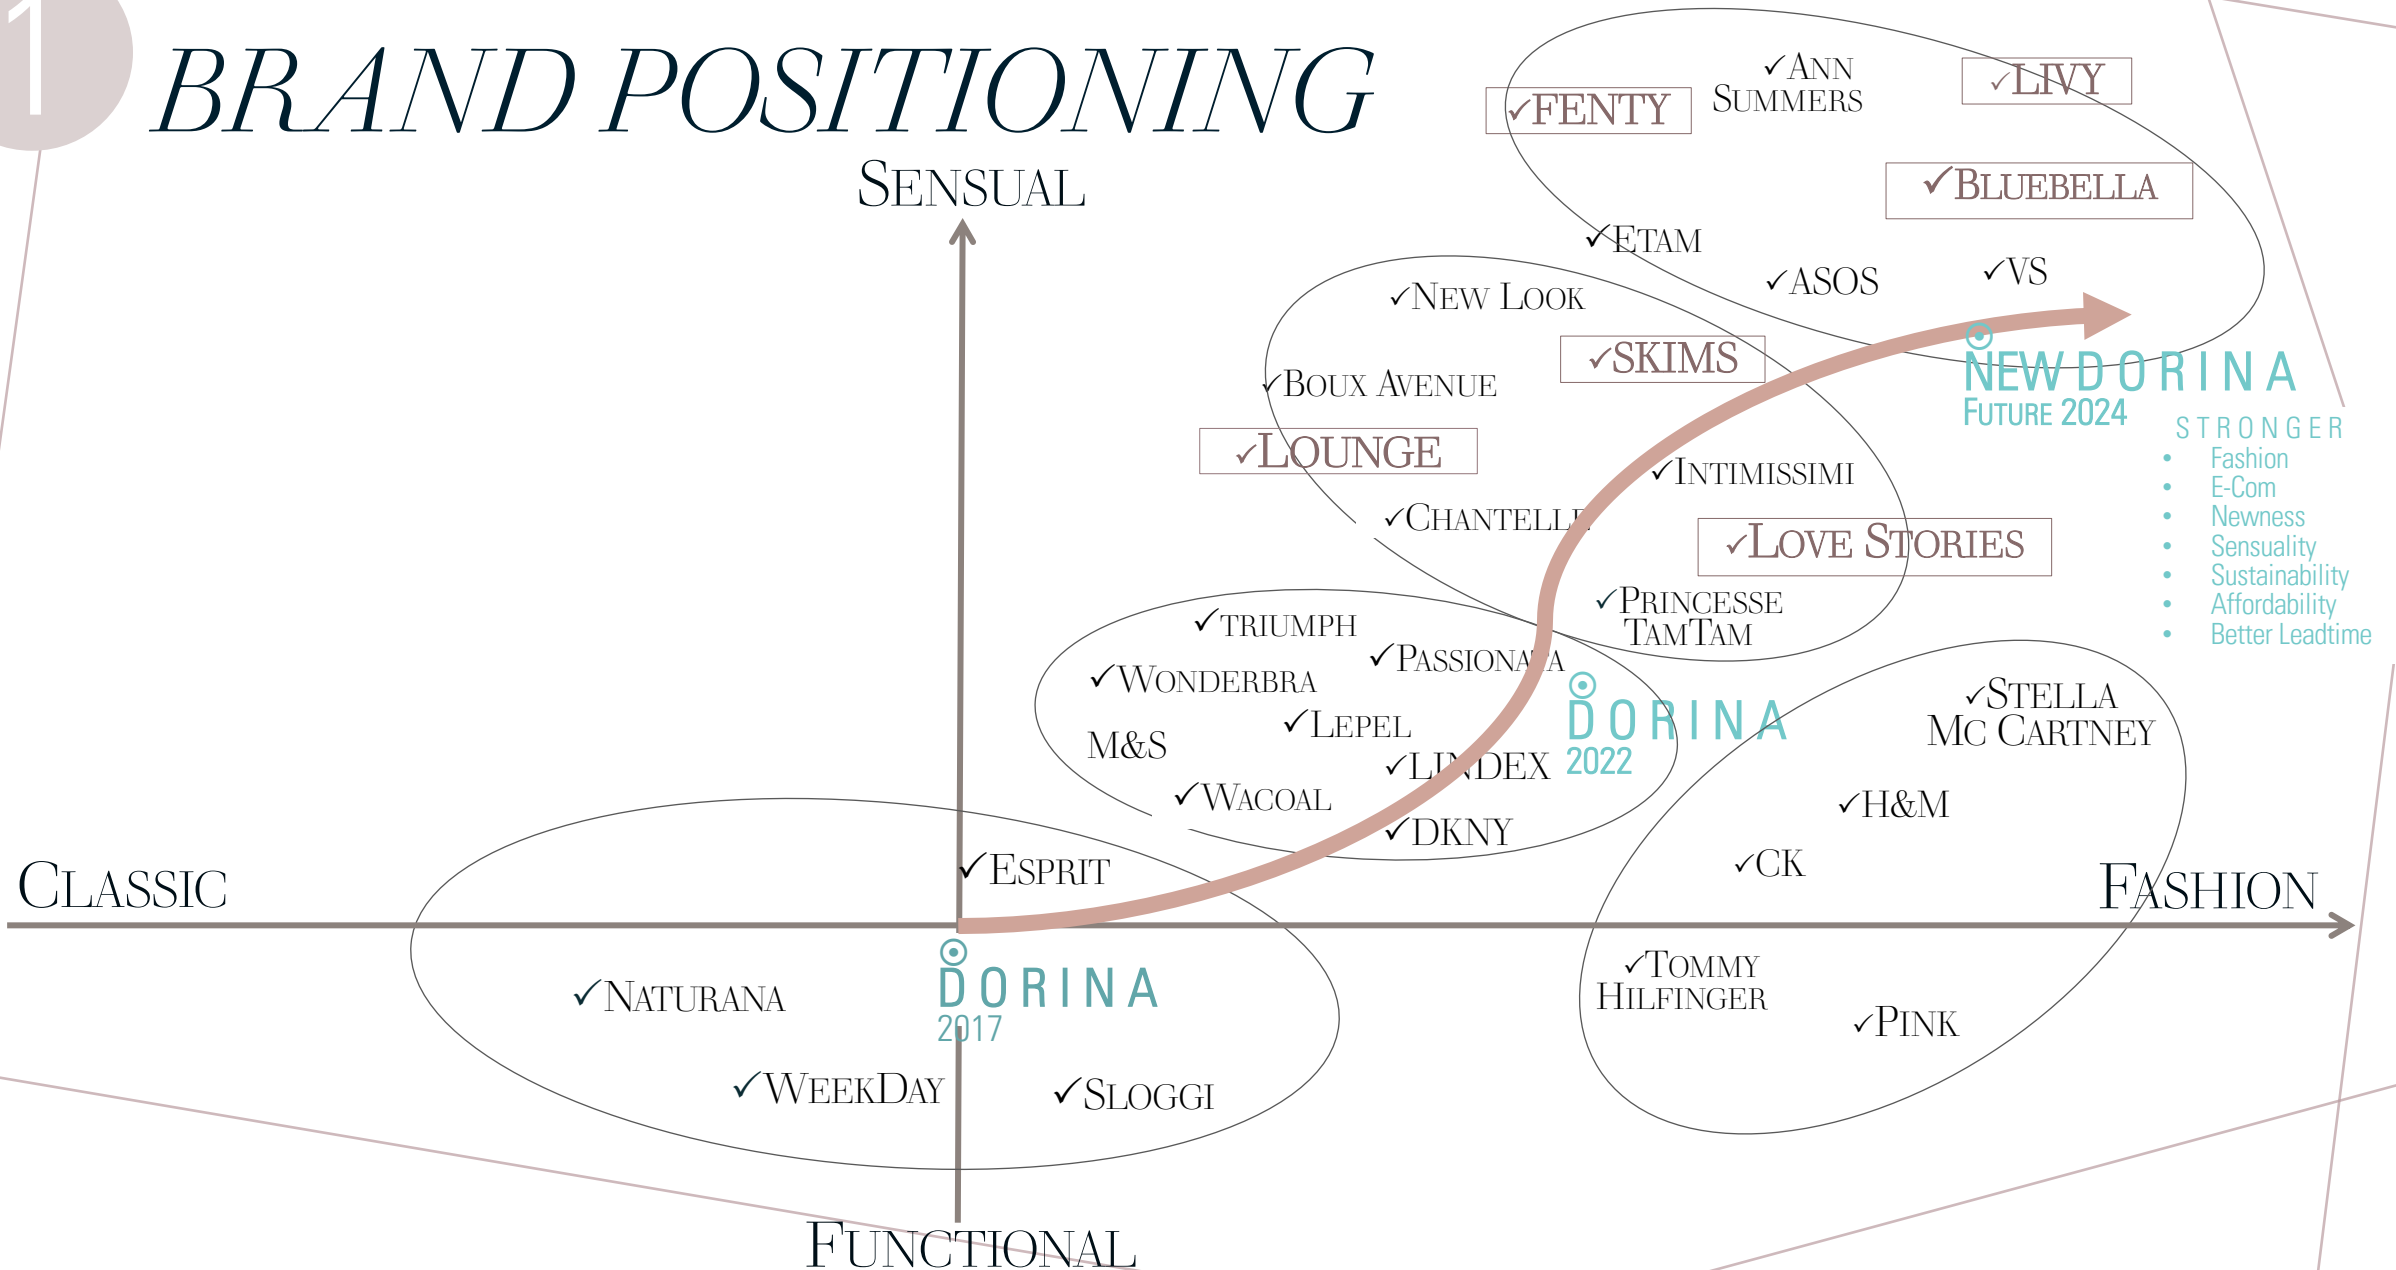 1
BRAND POSITIONING
SENSUAL
✓ANN
SUMMERS
✓LIVY
✓FENTY
✓BLUEBELLA
✓ETAM
✓ASOS
✓VS
✓NEW LOOK
✓SKIMS
✓BOUX AVENUE
✓LOUNGE
✓INTIMISSIMI
✓CHANTELLE
✓LOVE STORIES
✓PRINCESSE
TAMTAM
NEW DORINA
FUTURE 2024
STRONGER
• Fashion
• E-Com
• Newness
• Sensuality
• Sustainability
• Affordability
• Better Leadtime
✓TRIUMPH
✓PASSIONATA
✓WONDERBRA
✓LEPEL
M&S
✓LINDEX
✓WACOAL
✓DKNY
DORINA
2022
✓STELLA
MC CARTNEY
✓H&M
✓CK
✓TOMMY
HILFINGER
✓PINK
CLASSIC
FASHION
✓ESPRIT
DORINA
2017
✓NATURANA
✓WEEKDAY
✓SLOGGI
FUNCTIONAL